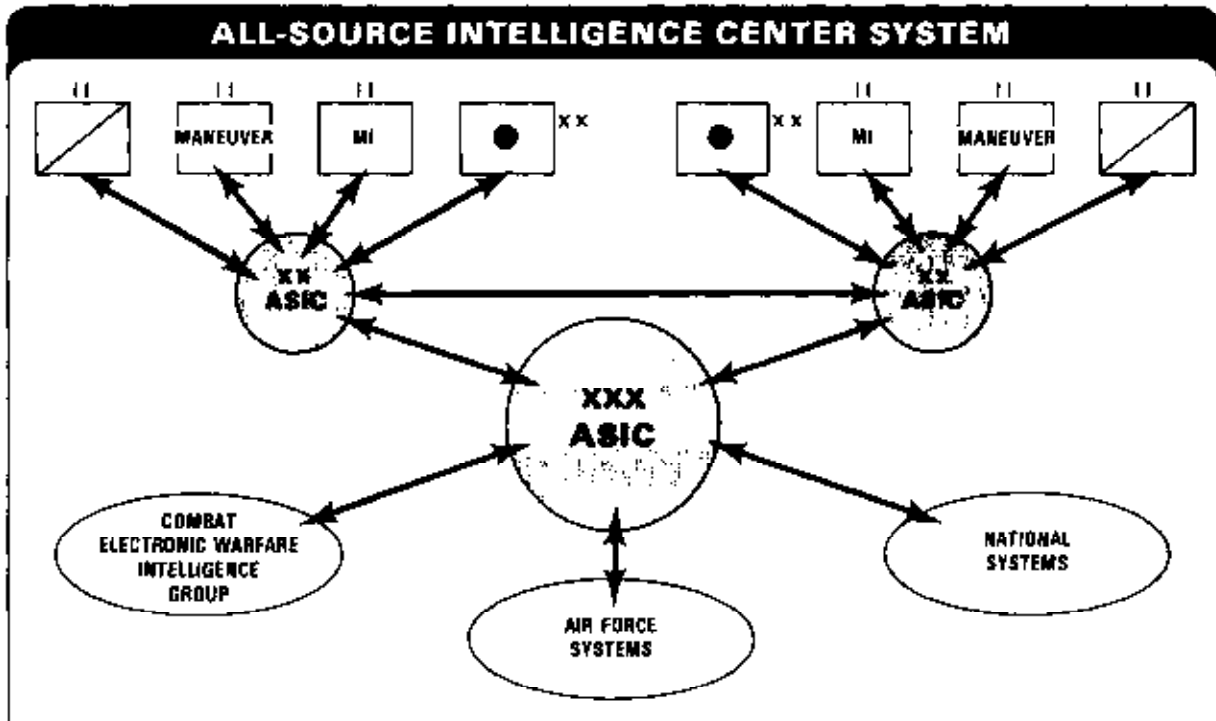 ALL-SOURCE INTELLIGENCE CENTER SYSTEM
II II II II II II
MANEUVER MI XX XX MI MANEUVER
XX
ASIC
XX
ASIC
XXX
ASIC
COMBAT
ELECTRONIC WARFARE
INTELLIGENCE
GROUP
AIR FORCE
SYSTEMS
NATIONAL
SYSTEMS